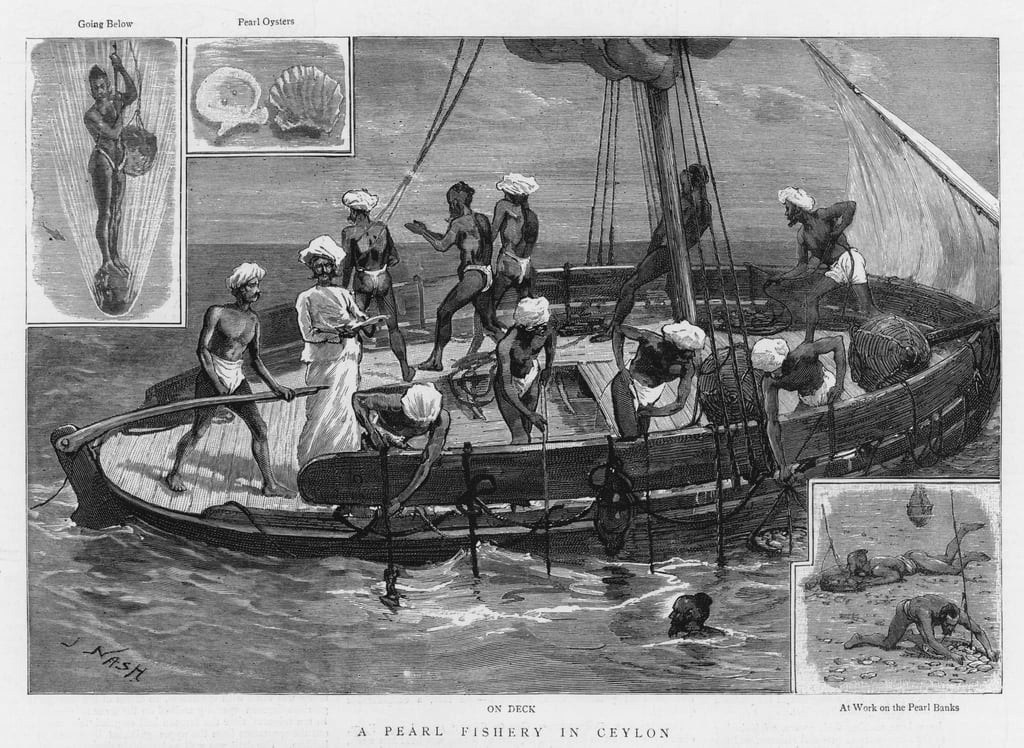 Going Below
Pearl Oysters
J. NASH
ON DECK
At Work on the Pearl Banks
A PEARL FISHERY IN CEYLON